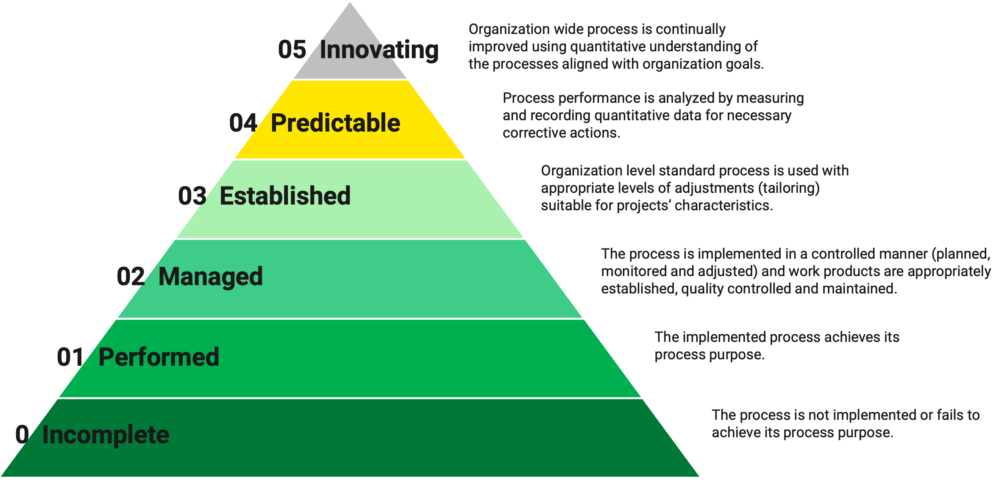 05 Innovating
Organization wide process is continually
improved using quantitative understanding of
the processes aligned with organization goals.
04 Predictable
Process performance is analyzed by measuring
and recording quantitative data for necessary
corrective actions.
03 Established
Organization level standard process is used with
appropriate levels of adjustments (tailoring)
suitable for projects’ characteristics.
02 Managed
The process is implemented in a controlled manner (planned,
monitored and adjusted) and work products are appropriately
established, quality controlled and maintained.
01 Performed
The implemented process achieves its
process purpose.
0 Incomplete
The process is not implemented or fails to
achieve its process purpose.